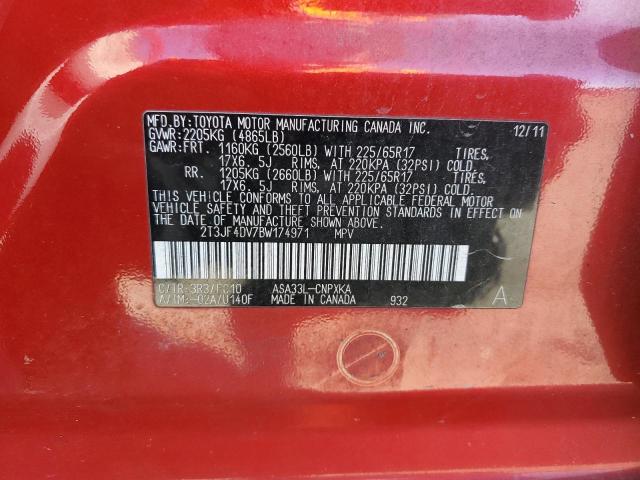 MFD.BY:TOYOTA MOTOR MANUFACTURING CANADA INC. 12/11
GVWR:2205KG (4865LB)
GAWR:FRT. 1160KG (2560LB) WITH 225/65R17 TIRES,
17X6. 5J RIMS, AT 220KPA (32PSI) COLD.
RR. 1205KG (2660LB) WITH 225/65R17 TIRES,
17X6. 5J RIMS, AT 220KPA (32PSI) COLD.
THIS VEHICLE CONFORMS TO ALL APPLICABLE FEDERAL MOTOR
VEHICLE SAFETY AND THEFT PREVENTION STANDARDS IN EFFECT
ON THE DATE OF MANUFACTURE SHOWN ABOVE.
2T3JF4DV7BW174971 MPV
C/TR:3R3/FC10 ASA33L-CNPXKA
A/TM:-02A/U140F MADE IN CANADA 932 A